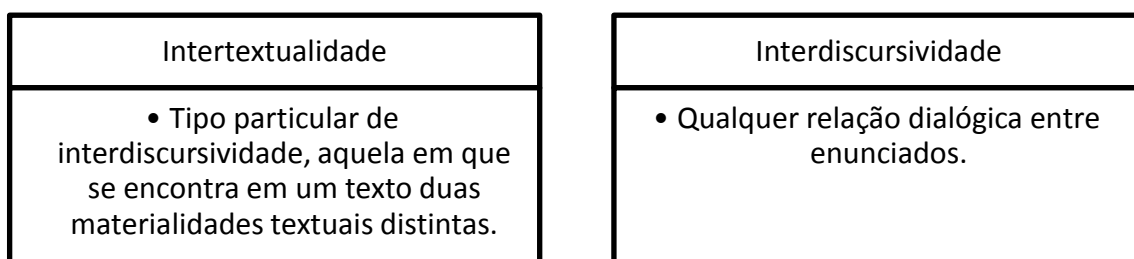 Intertextualidade
• Tipo particular de
interdiscursividade, aquela em que
se encontra em um texto duas
materialidades textuais distintas.
Interdiscursividade
• Qualquer relação dialógica entre
enunciados.